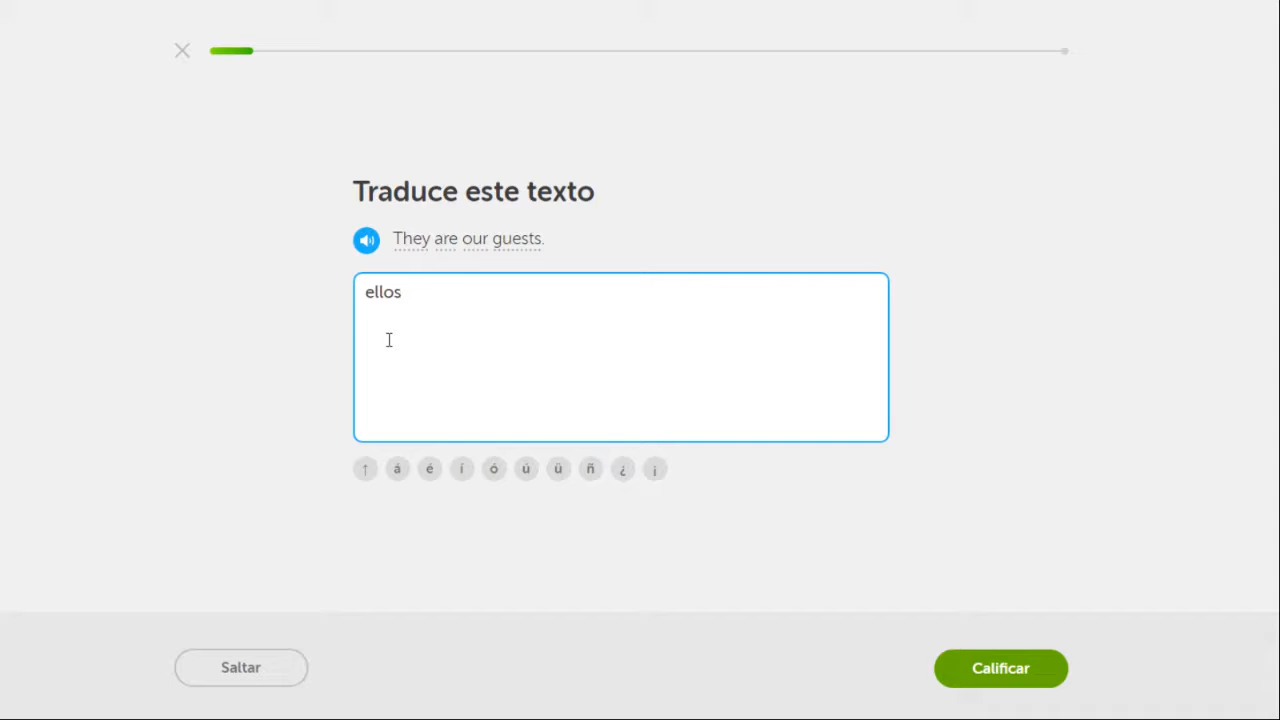 Traduce este texto
They are our guests.
ellos
↑ á é í ó ú ü ñ ¿ ¡
Saltar
Calificar